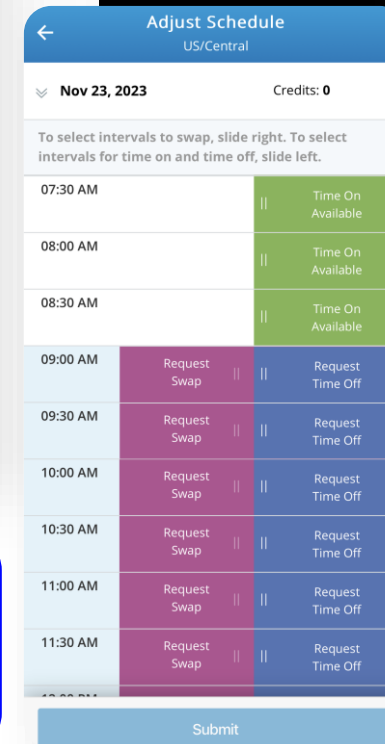 Adjust Schedule
US/Central
Nov 23, 2023 Credits: 0
To select intervals to swap, slide right. To select
intervals for time on and time off, slide left.
07:30 AM Time On
Available
08:00 AM Time On
Available
08:30 AM Time On
Available
09:00 AM Request Request
Swap Time Off
09:30 AM Request Request
Swap Time Off
10:00 AM Request Request
Swap Time Off
10:30 AM Request Request
Swap Time Off
11:00 AM Request Request
Swap Time Off
11:30 AM Request Request
Swap Time Off
Submit